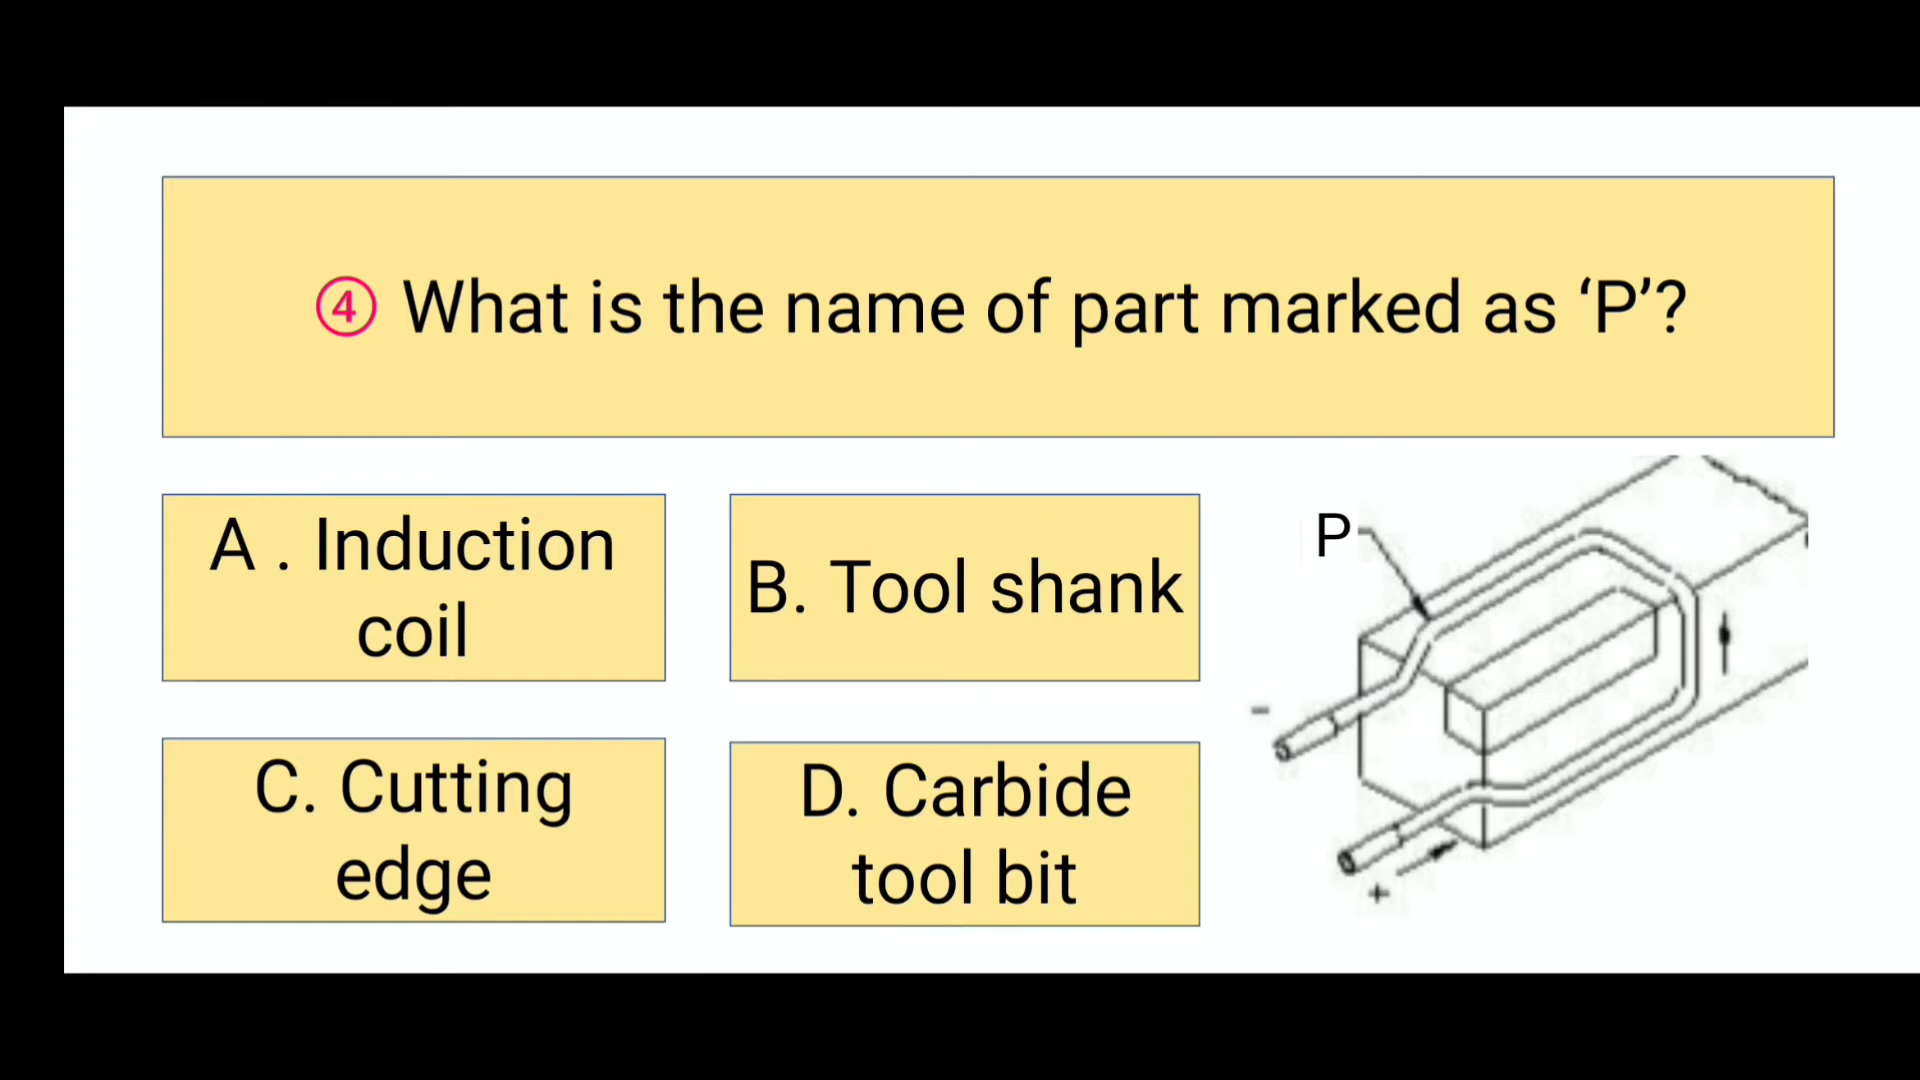 ④ What is the name of part marked as ‘P’?
A . Induction
coil
B. Tool shank
C. Cutting
edge
D. Carbide
tool bit
P
-
+